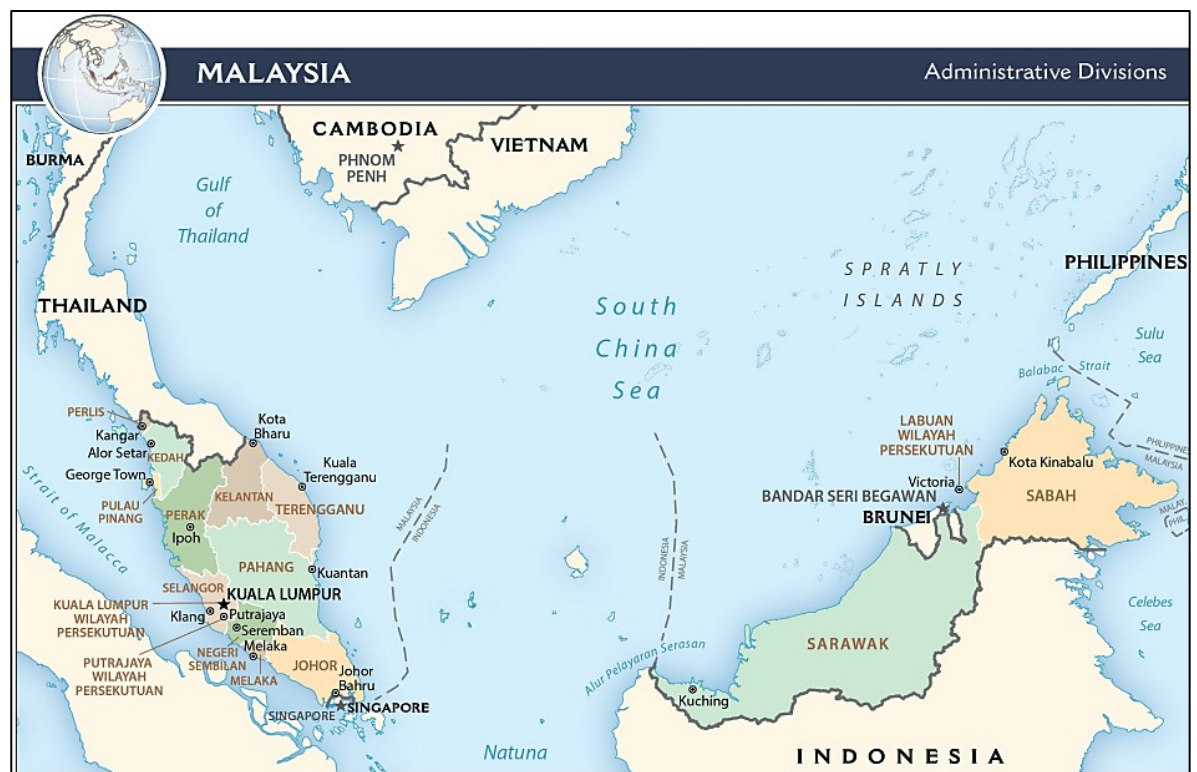 MALAYSIA
Administrative Divisions
BURMA
CAMBODIA
PHNOM
PENH
VIETNAM
Gulf
of
Thailand
THAILAND
South
China
Sea
SPRATLY
ISLANDS
PHILIPPINES
Sulu
Sea
Balabac Strait
PHILIPPINES
MALAYSIA
MALAY.
PHIL.
PERLIS
Kangar
Alor Setar
KEDAH
George Town
PULAU
PINANG
Strait of Malacca
PERAK
Ipoh
Kota
Bharu
KELANTAN
Kuala
Terengganu
TERENGGANU
PAHANG
Kuantan
SELANGOR
KUALA LUMPUR
KUALA LUMPUR
WILAYAH
PERSEKUTUAN
Klang
Putrajaya
Seremban
PUTRAJAYA
WILAYAH
PERSEKUTUAN
NEGERI
SEMBILAN
Melaka
MELAKA
JOHOR
Johor
Bahru
SINGAPORE
SINGAPORE
MALAYSIA
INDONESIA
INDONESIA
MALAYSIA
Natuna
Alur Pelayaran Serasan
LABUAN
WILAYAH
PERSEKUTUAN
Victoria
Kota Kinabalu
SABAH
BANDAR SERI BEGAWAN
BRUNEI
SARAWAK
Kuching
Celebes
Sea
INDONESIA